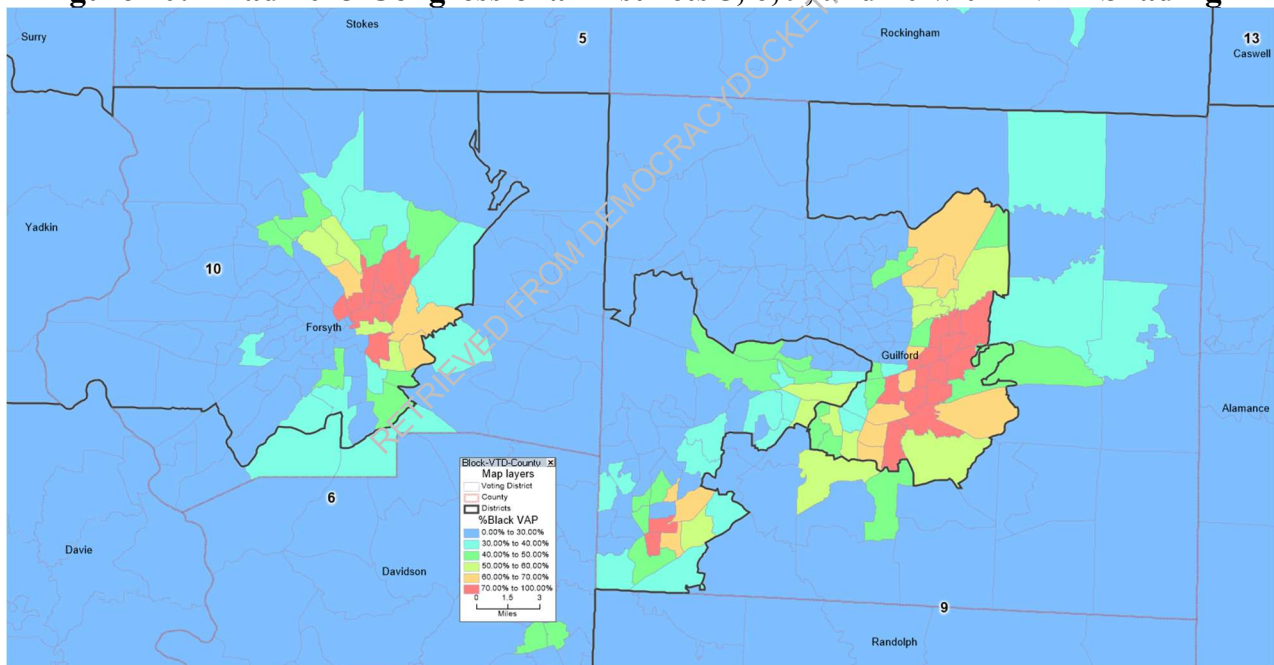 Surry
Stokes
5
Rockingham
13
Caswell
RETRIEVED FROM DEMOCRACYDOCKET
Yadkin
10
Forsyth
Guilford
Alamance
6
Davie
Davidson
9
Randolph
Block-VTD-County
Map layers
Voting District
County
Districts
%Black VAP
0.00% to 30.00%
30.00% to 40.00%
40.00% to 50.00%
50.00% to 60.00%
60.00% to 70.00%
70.00% to 100.00%
0 1.5 3
Miles